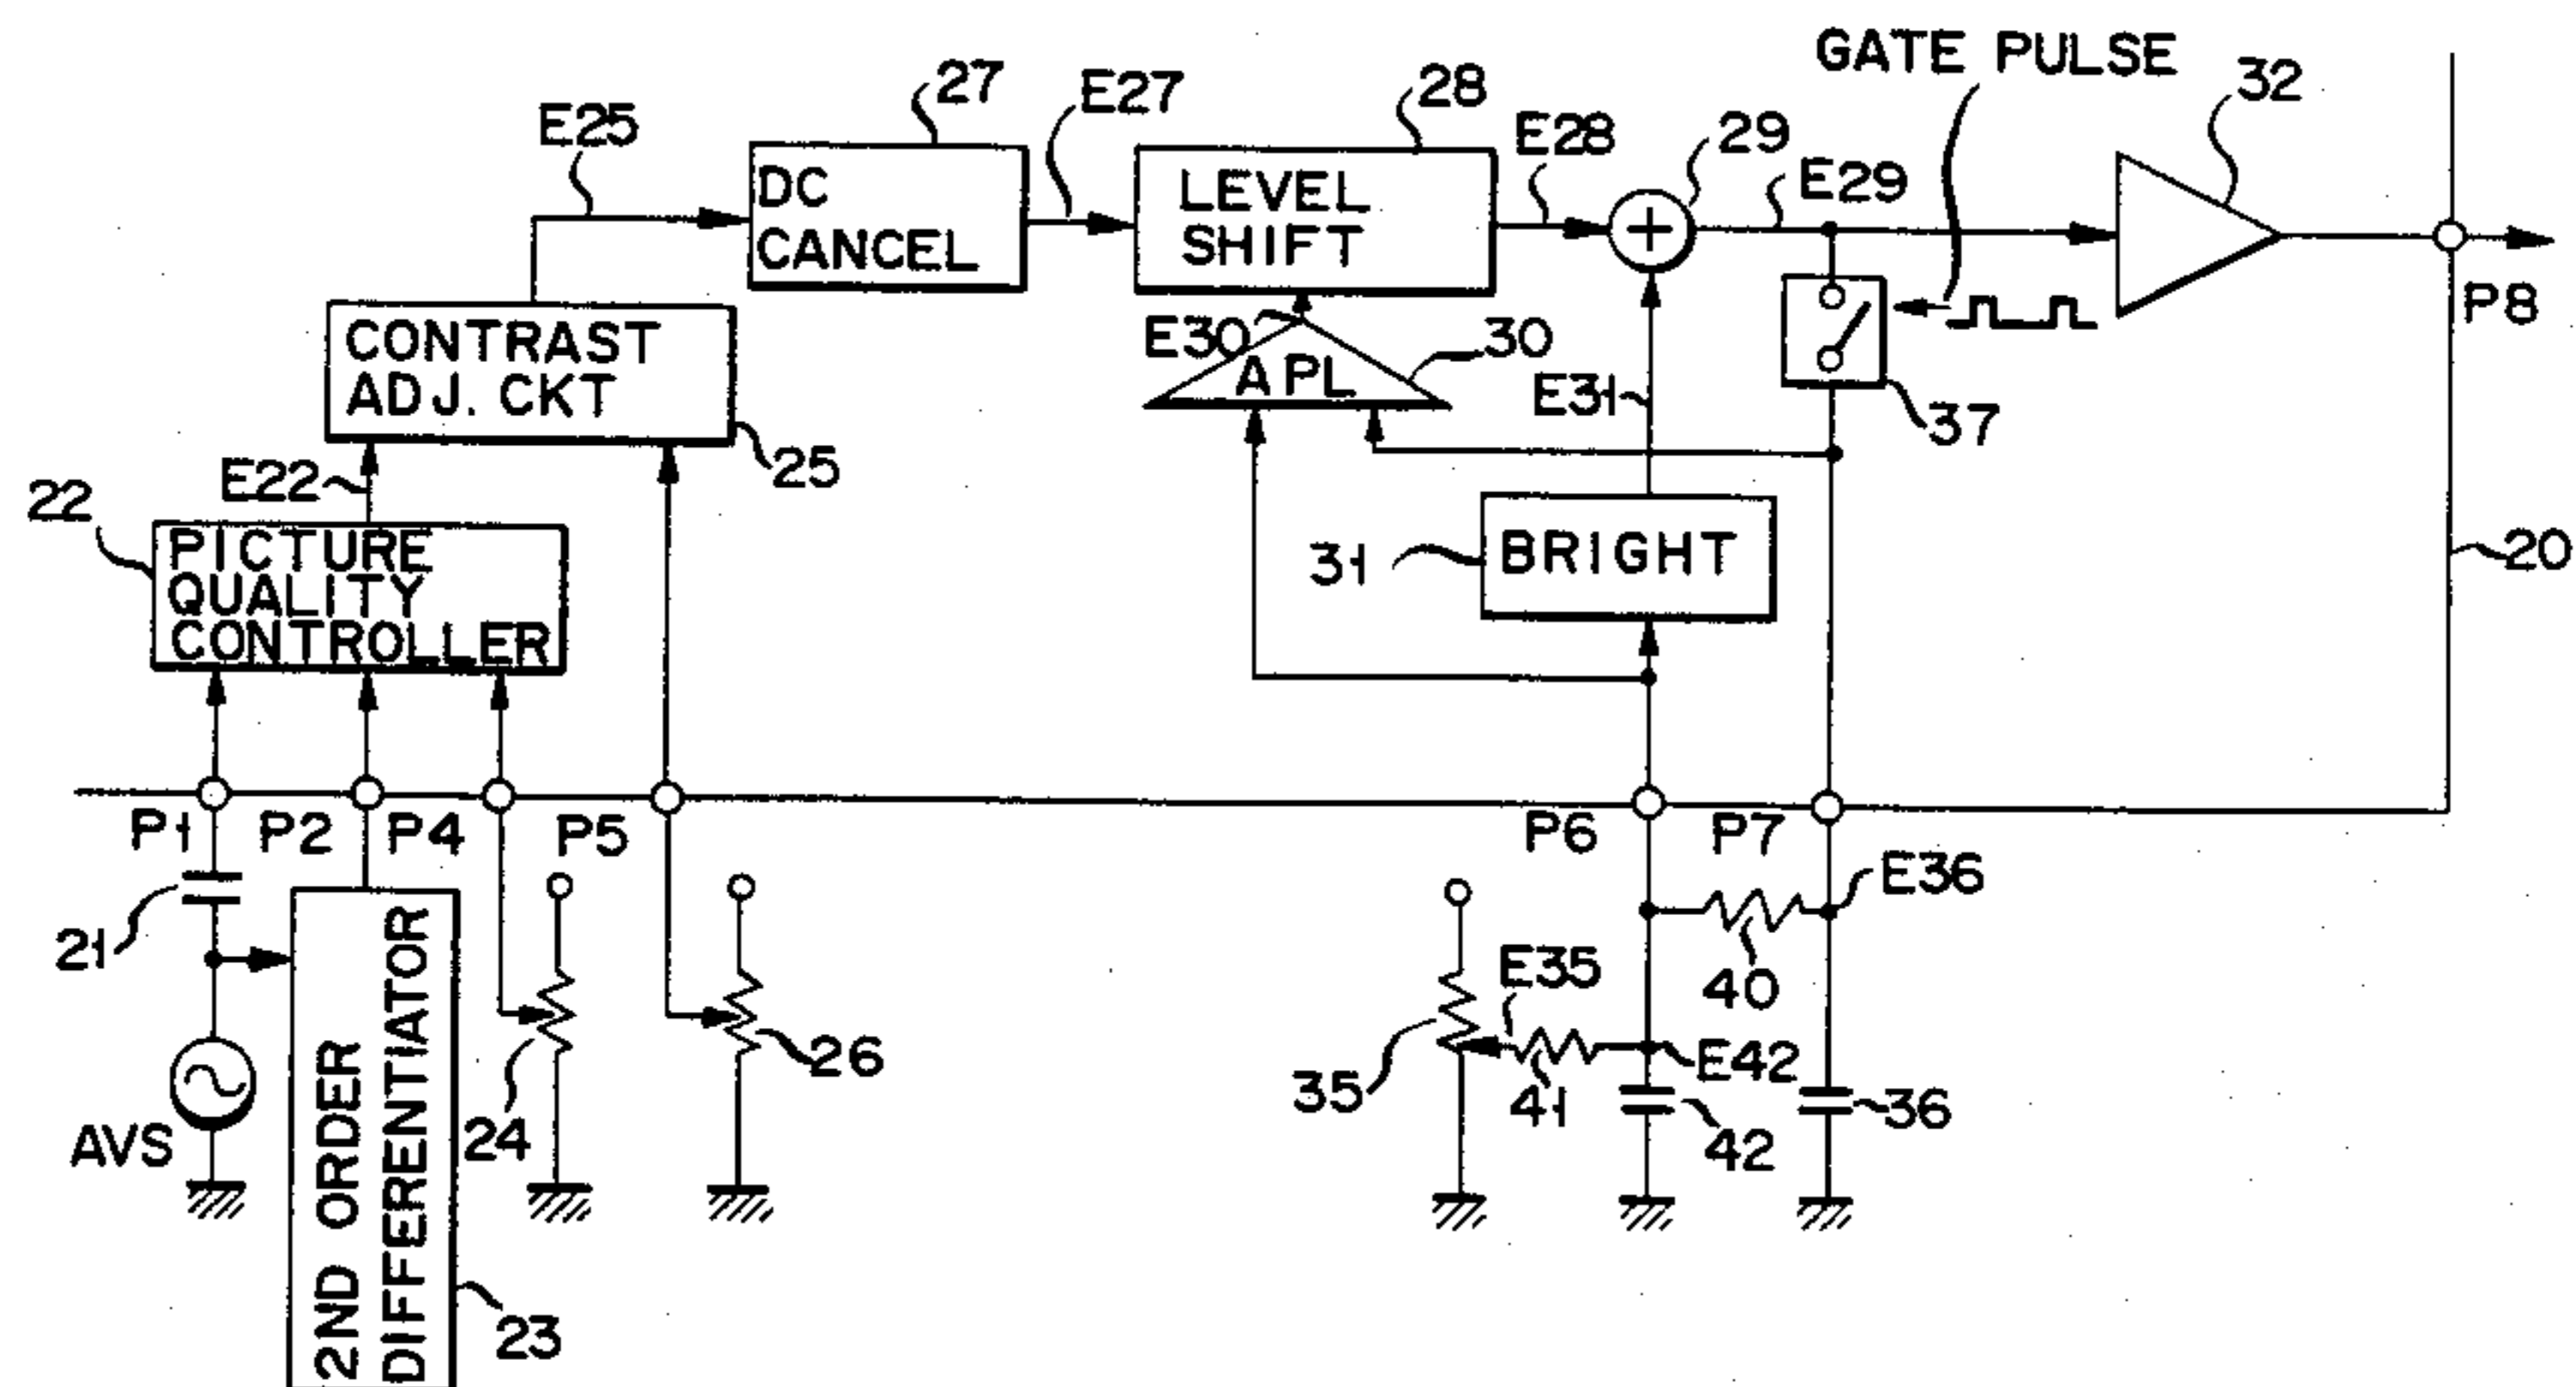 GATE PULSE
27
E27
28
32
E25
E28
29
E29
DC
CANCEL
LEVEL
SHIFT
P8
CONTRAST
ADJ. CKT
E30
APL
30
E31
37
25
E22
22
PICTURE
QUALITY
CONTROLLER
31
BRIGHT
20
P1
P2
P4
P5
P6
P7
E36
21
E35
40
26
35
41
E42
42
36
AVS
24
2ND ORDER
DIFFERENTIATOR
23